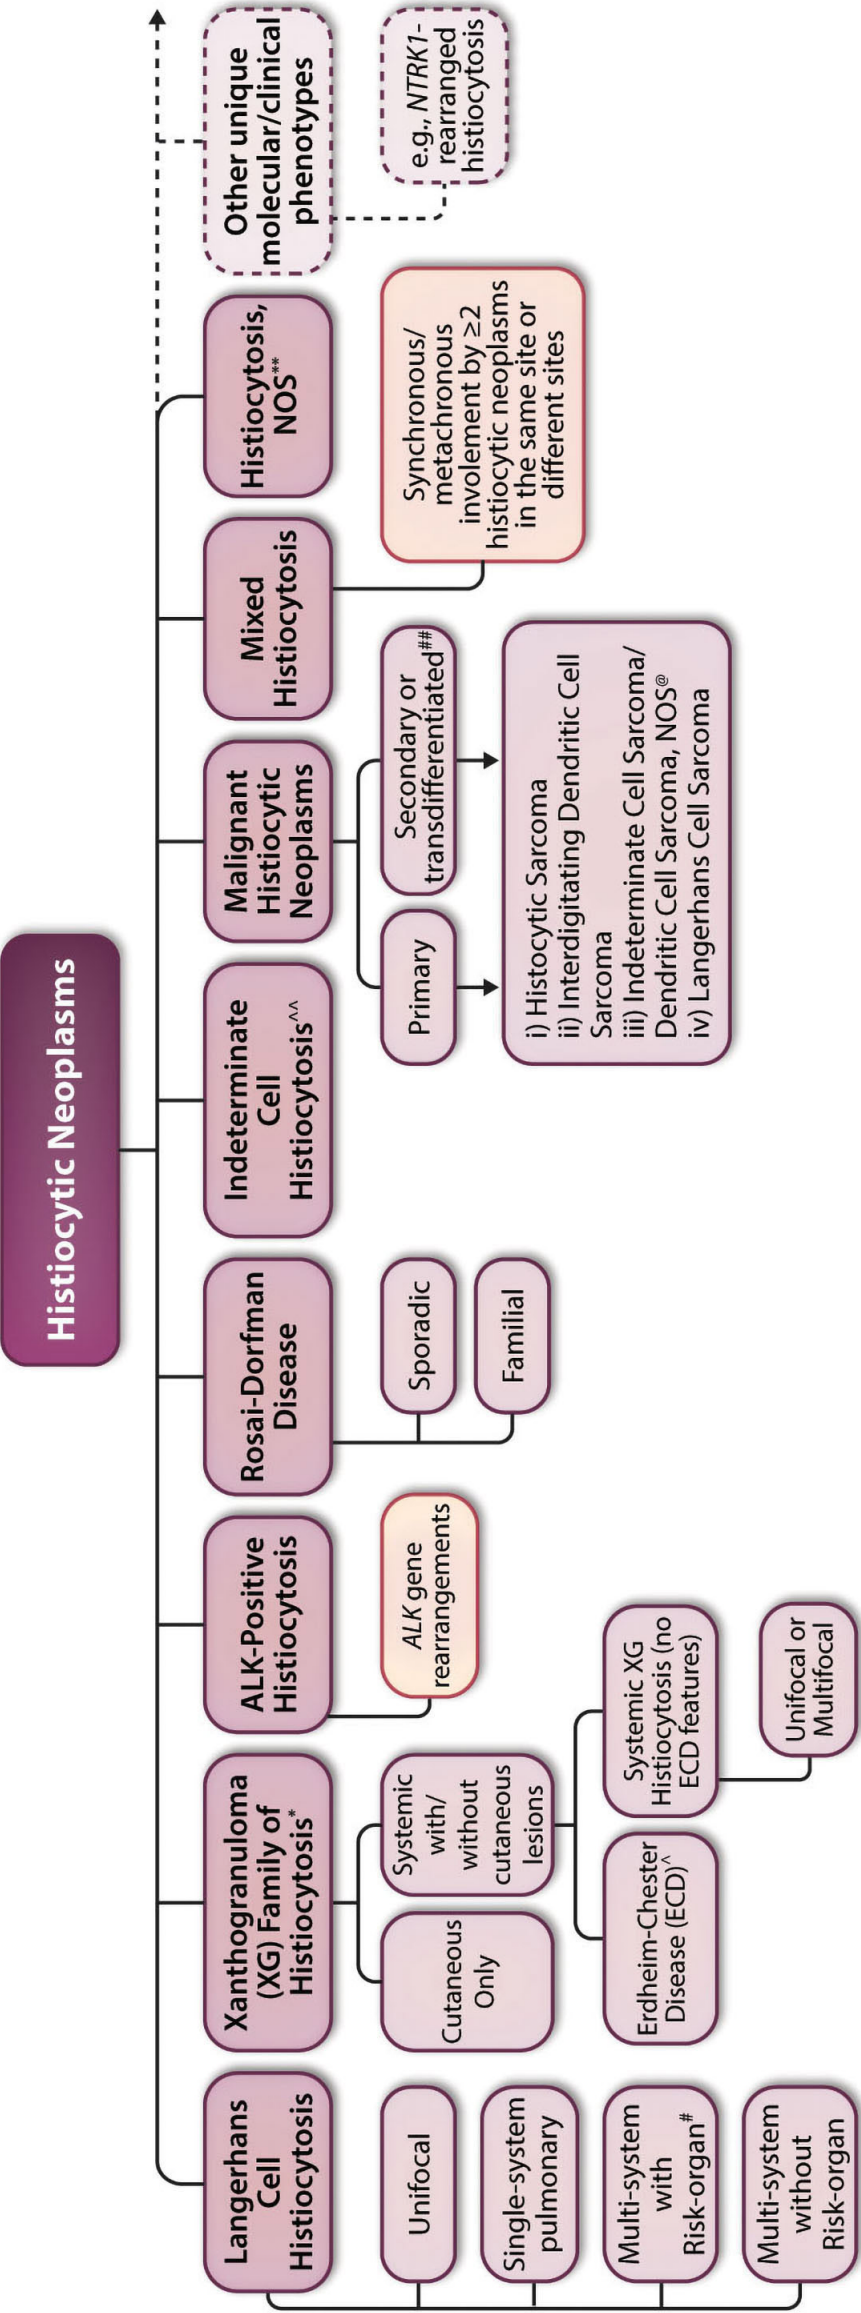 Histiocytic Neoplasms
Langerhans
Cell
Histiocytosis
Unifocal
Single-system
pulmonary
Multi-system
with
Risk-organ#
Multi-system
without
Risk-organ
Xanthogranuloma
(XG) Family of
Histiocytosis*
Cutaneous
Only
Systemic
with/
without
cutaneous
lesions
Erdheim-Chester
Disease (ECD)^
Systemic XG
Histiocytosis (no
ECD features)
Unifocal or
Multifocal
ALK-Positive
Histiocytosis
ALK gene
rearrangements
Rosai-Dorfman
Disease
Sporadic
Familial
Indeterminate
Cell
Histiocytosis^^
Malignant
Histiocytic
Neoplasms
Primary
Secondary or
transdifferentiated##
i) Histocytic Sarcoma
ii) Interdigitating Dendritic Cell
Sarcoma
iii) Indeterminate Cell Sarcoma/
Dendritic Cell Sarcoma, NOS@
iv) Langerhans Cell Sarcoma
Mixed
Histiocytosis
Synchronous/
metachronous
involement by ≥2
histiocytic neoplasms
in the same site or
different sites
Histiocytosis,
NOS**
Other unique
molecular/clinical
phenotypes
e.g., NTRK1-
rearranged
histiocytosis